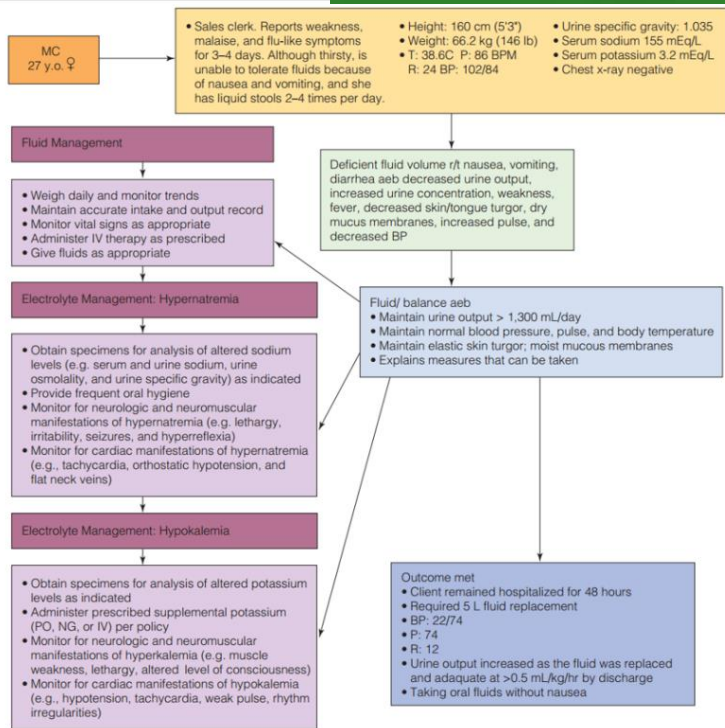 MC
27 y.o. ♀
• Sales clerk. Reports weakness,
malaise, and flu-like symptoms
for 3–4 days. Although thirsty, is
unable to tolerate fluids because
of nausea and vomiting, and she
has liquid stools 2–4 times per day.
• Height: 160 cm (5'3")
• Weight: 66.2 kg (146 lb)
• T: 38.6C P: 86 BPM
R: 24 BP: 102/84
• Urine specific gravity: 1.035
• Serum sodium 155 mEq/L
• Serum potassium 3.2 mEq/L
• Chest x-ray negative
Deficient fluid volume r/t nausea, vomiting,
diarrhea aeb decreased urine output,
increased urine concentration, weakness,
fever, decreased skin/tongue turgor, dry
mucus membranes, increased pulse, and
decreased BP
Fluid/ balance aeb
• Maintain urine output > 1,300 mL/day
• Maintain normal blood pressure, pulse, and body temperature
• Maintain elastic skin turgor; moist mucous membranes
• Explains measures that can be taken
Fluid Management
• Weigh daily and monitor trends
• Maintain accurate intake and output record
• Monitor vital signs as appropriate
• Administer IV therapy as prescribed
• Give fluids as appropriate
Electrolyte Management: Hypernatremia
• Obtain specimens for analysis of altered sodium
levels (e.g. serum and urine sodium, urine
osmolality, and urine specific gravity) as indicated
• Provide frequent oral hygiene
• Monitor for neurologic and neuromuscular
manifestations of hypernatremia (e.g. lethargy,
irritability, seizures, and hyperreflexia)
• Monitor for cardiac manifestations of hypernatremia
(e.g., tachycardia, orthostatic hypotension, and
flat neck veins)
Electrolyte Management: Hypokalemia
• Obtain specimens for analysis of altered potassium
levels as indicated
• Administer prescribed supplemental potassium
(PO, NG, or IV) per policy
• Monitor for neurologic and neuromuscular
manifestations of hyperkalemia (e.g. muscle
weakness, lethargy, altered level of consciousness)
• Monitor for cardiac manifestations of hypokalemia
(e.g., hypotension, tachycardia, weak pulse, rhythm
irregularities)
Outcome met
• Client remained hospitalized for 48 hours
• Required 5 L fluid replacement
• BP: 22/74
• P: 74
• R: 12
• Urine output increased as the fluid was replaced
and adaquate at >0.5 mL/kg/hr by discharge
• Taking oral fluids without nausea